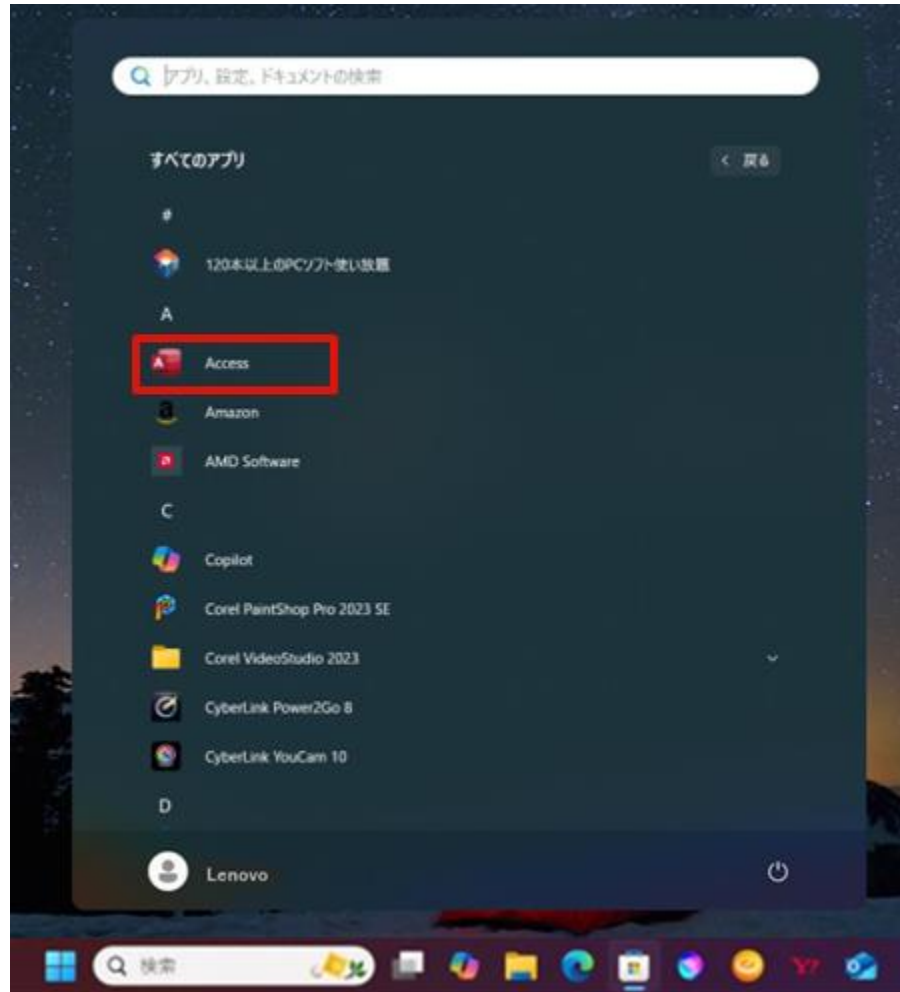 アプリ、設定、ドキュメントの検索
すべてのアプリ
< 戻る
#
120本以上のPCソフト使い放題
A
Access
Amazon
AMD Software
C
Copilot
Corel PaintShop Pro 2023 SE
Corel VideoStudio 2023
CyberLink Power2Go 8
CyberLink YouCam 10
D
Lenovo
検索